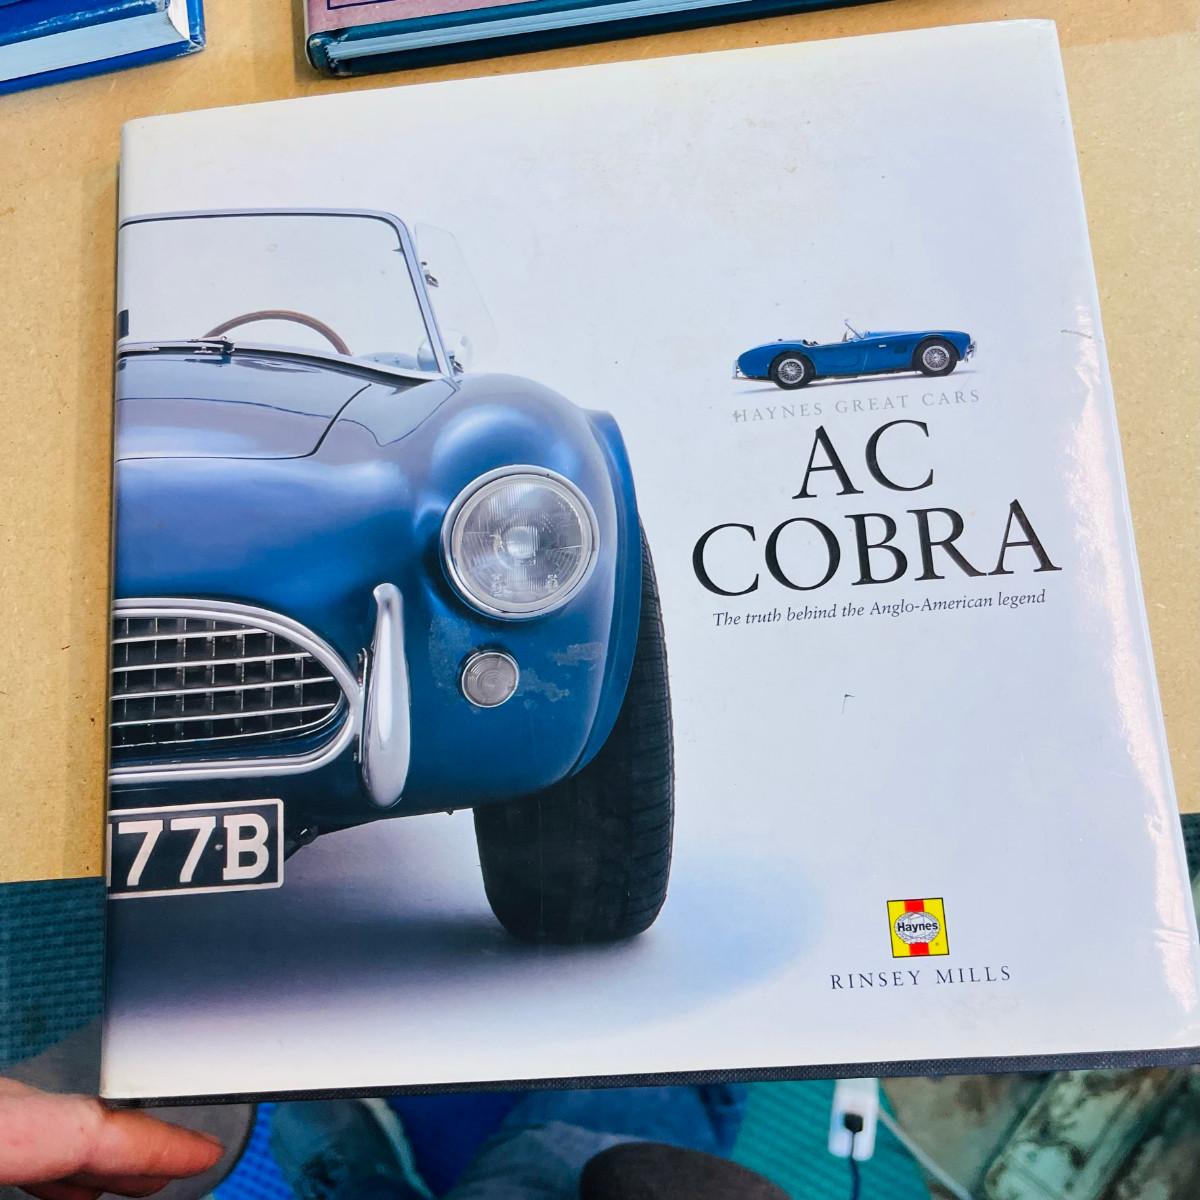 HAYNES GREAT CARS
AC
COBRA
The truth behind the Anglo-American legend
77B
Haynes
RINSEY MILLS